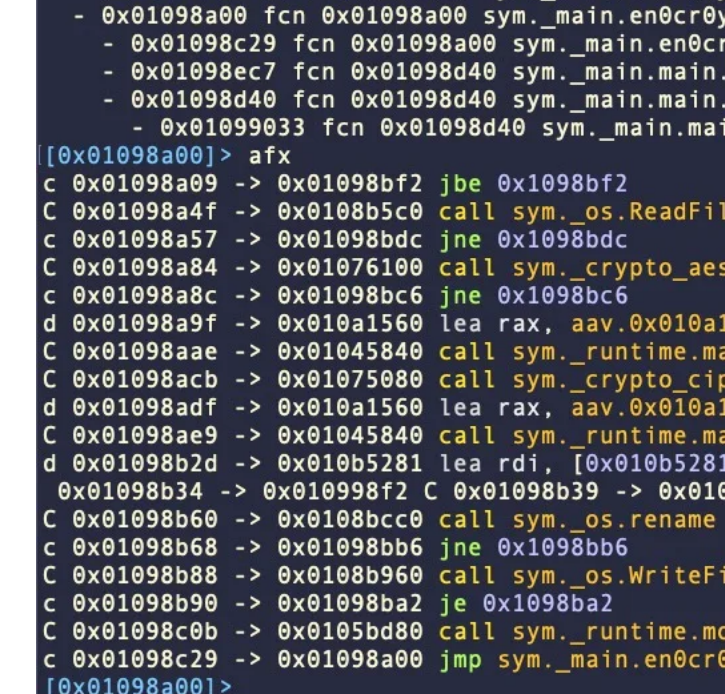 - 0x01098a00 fcn 0x01098a00 sym._main.en0cr0y
- 0x01098c29 fcn 0x01098a00 sym._main.en0cr
- 0x01098ec7 fcn 0x01098d40 sym._main.main.
- 0x01098d40 fcn 0x01098d40 sym._main.main.
- 0x01099033 fcn 0x01098d40 sym._main.mai
[[0x01098a00]> afx
c 0x01098a09 -> 0x01098bf2 jbe 0x1098bf2
C 0x01098a4f -> 0x0108b5c0 call sym._os.ReadFil
c 0x01098a57 -> 0x01098bdc jne 0x1098bdc
C 0x01098a84 -> 0x01076100 call sym._crypto_aes
c 0x01098a8c -> 0x01098bc6 jne 0x1098bc6
d 0x01098a9f -> 0x010a1560 lea rax, aav.0x010a1
C 0x01098aae -> 0x01045840 call sym._runtime.ma
C 0x01098acb -> 0x01075080 call sym._crypto_cip
d 0x01098adf -> 0x010a1560 lea rax, aav.0x010a1
C 0x01098ae9 -> 0x01045840 call sym._runtime.ma
d 0x01098b2d -> 0x010b5281 lea rdi, [0x010b5281
0x01098b34 -> 0x010998f2 C 0x01098b39 -> 0x010
C 0x01098b60 -> 0x0108bcc0 call sym._os.rename
c 0x01098b68 -> 0x01098bb6 jne 0x1098bb6
C 0x01098b88 -> 0x0108b960 call sym._os.WriteFi
c 0x01098b90 -> 0x01098ba2 je 0x1098ba2
C 0x01098c0b -> 0x0105bd80 call sym._runtime.mo
c 0x01098c29 -> 0x01098a00 jmp sym._main.en0cr0
[0x01098a00]>